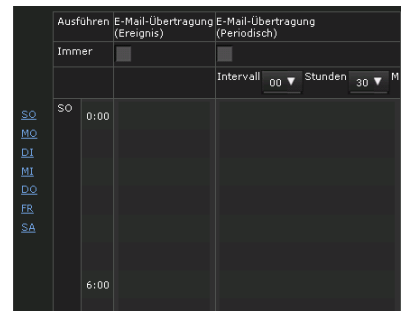 Ausführen E-Mail-Übertragung E-Mail-Übertragung
(Ereignis) (Periodisch)
Immer
Intervall 00 ▼ Stunden 30 ▼ M
SO 0:00
SO
MO
DI
MI
DO
FR
SA
6:00